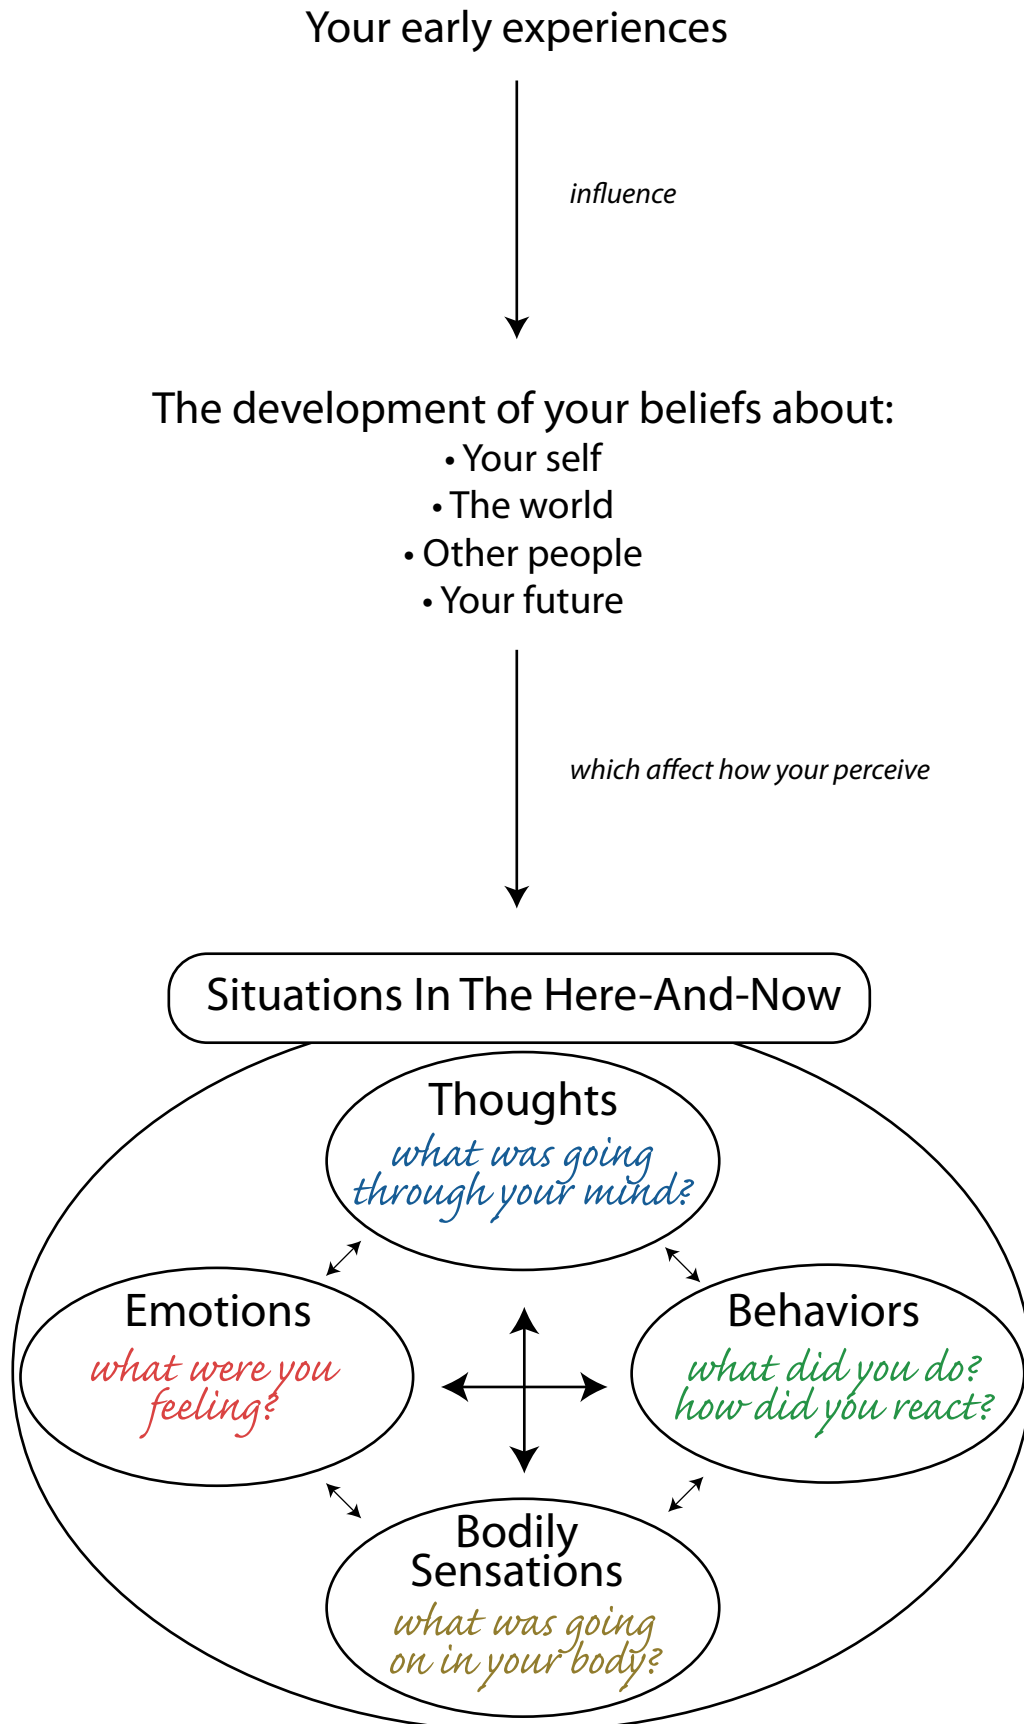 Your early experiences
influence
The development of your beliefs about:
• Your self
• The world
• Other people
• Your future
which affect how your perceive
Situations In The Here-And-Now
Thoughts
what was going
through your mind?
Emotions
what were you
feeling?
Behaviors
what did you do?
how did you react?
Bodily
Sensations
what was going
on in your body?